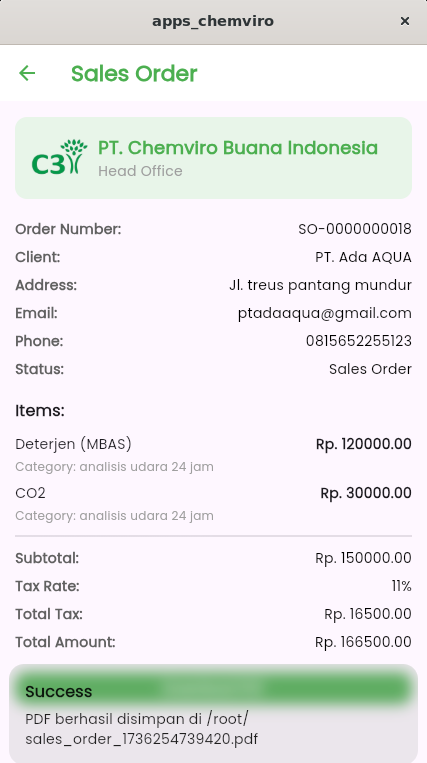 apps_chemviro ×
Sales Order
C3 PT. Chemviro Buana Indonesia
Head Office
Order Number: SO-0000000018
Client: PT. Ada AQUA
Address: Jl. treus pantang mundur
Email: ptadaaqua@gmail.com
Phone: 0815652255123
Status: Sales Order
Items:
Deterjen (MBAS) Rp. 120000.00
Category: analisis udara 24 jam
CO2 Rp. 30000.00
Category: analisis udara 24 jam
Subtotal: Rp. 150000.00
Tax Rate: 11%
Total Tax: Rp. 16500.00
Total Amount: Rp. 166500.00
Success
PDF berhasil disimpan di /root/
sales_order_1736254739420.pdf